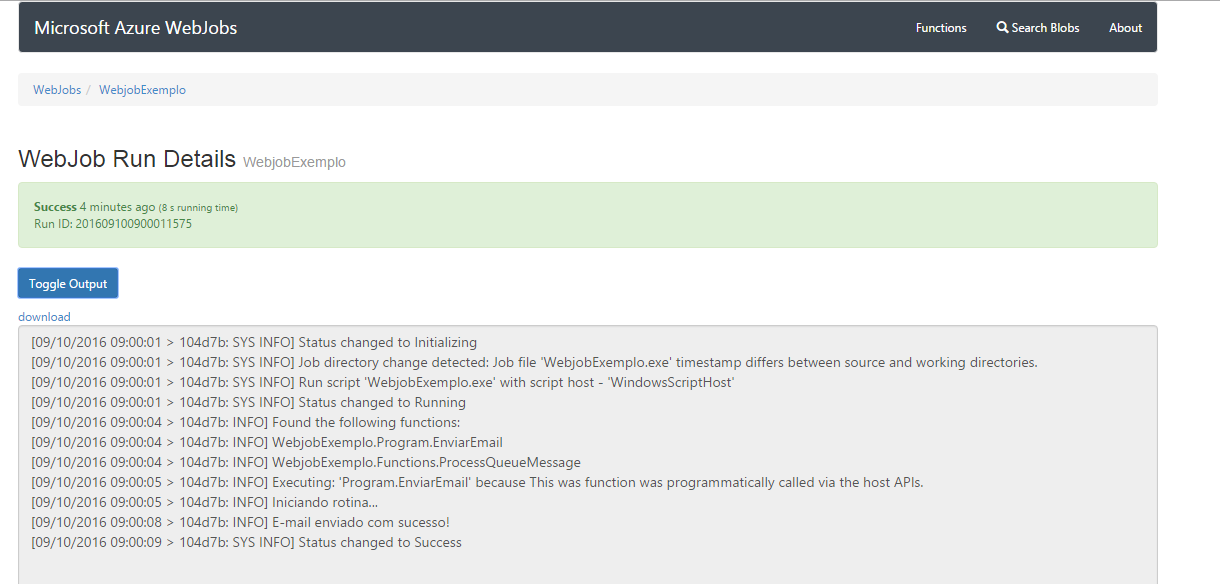 Microsoft Azure WebJobs Functions Search Blobs About
WebJobs / WebjobExemplo
WebJob Run Details WebjobExemplo
Success 4 minutes ago (8 s running time)
Run ID: 201609100900011575
Toggle Output
download
[09/10/2016 09:00:01 > 104d7b: SYS INFO] Status changed to Initializing
[09/10/2016 09:00:01 > 104d7b: SYS INFO] Job directory change detected: Job file 'WebjobExemplo.exe' timestamp differs between source and working directories.
[09/10/2016 09:00:01 > 104d7b: SYS INFO] Run script 'WebjobExemplo.exe' with script host - 'WindowsScriptHost'
[09/10/2016 09:00:01 > 104d7b: SYS INFO] Status changed to Running
[09/10/2016 09:00:04 > 104d7b: INFO] Found the following functions:
[09/10/2016 09:00:04 > 104d7b: INFO] WebjobExemplo.Program.EnviarEmail
[09/10/2016 09:00:04 > 104d7b: INFO] WebjobExemplo.Functions.ProcessQueueMessage
[09/10/2016 09:00:05 > 104d7b: INFO] Executing: 'Program.EnviarEmail' because This was function was programmatically called via the host APIs.
[09/10/2016 09:00:05 > 104d7b: INFO] Iniciando rotina...
[09/10/2016 09:00:08 > 104d7b: INFO] E-mail enviado com sucesso!
[09/10/2016 09:00:09 > 104d7b: SYS INFO] Status changed to Success